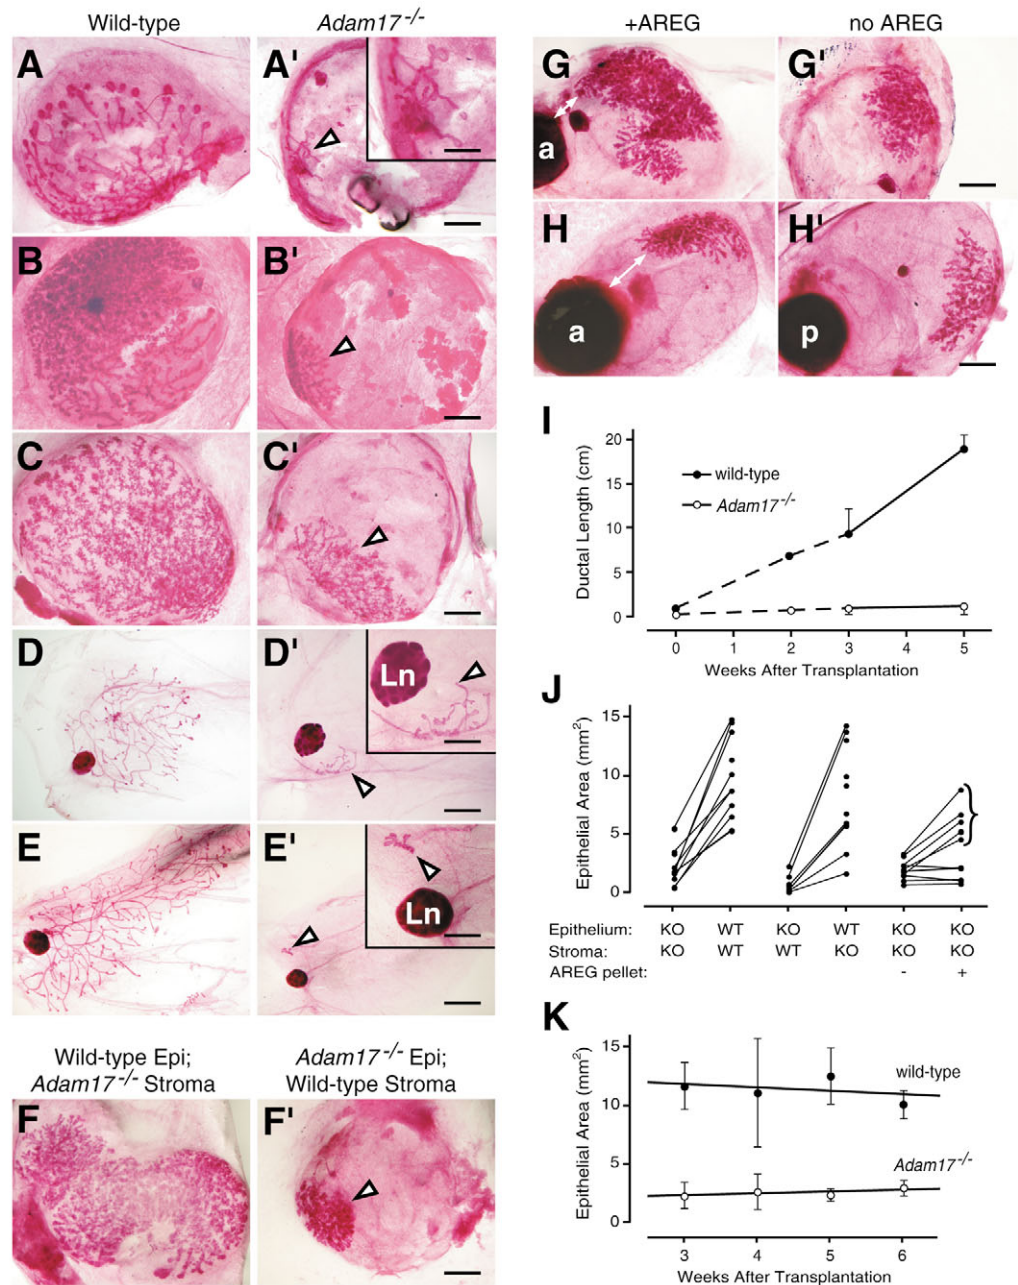 Wild-type Adam17-/- +AREG no AREG
A A' G G'
a
B B' H H'
a p
C C' I
20
15
10
5
0
Ductal Length (cm)
wild-type
Adam17-/-
0 1 2 3 4 5
Weeks After Transplantation
D D' Ln
E E' Ln
J
15
10
5
0
Epithelial Area (mm2)
Epithelium: KO WT KO WT KO KO
Stroma: KO WT WT KO KO KO
AREG pellet: - +
Wild-type Epi;
Adam17-/- Stroma
Adam17-/- Epi;
Wild-type Stroma
F F'
K
15
10
5
0
Epithelial Area (mm2)
wild-type
Adam17-/-
3 4 5 6
Weeks After Transplantation